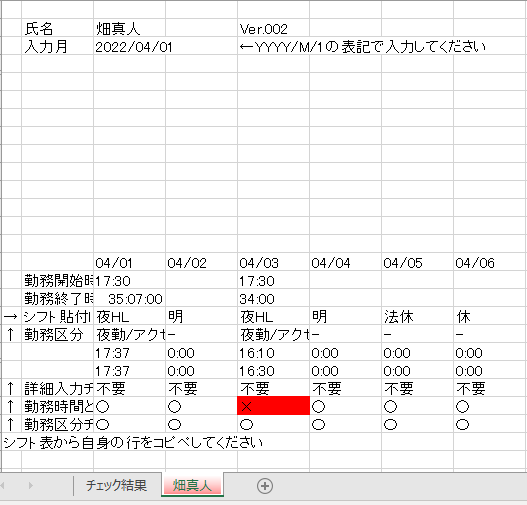 氏名 畑真人 Ver.002
入力月 2022/04/01 ←YYYY/M/1の表記で入力してください
04/01 04/02 04/03 04/04 04/05 04/06
勤務開始時 17:30 17:30
勤務終了時 35:07:00 34:00
→ シフト貼付 夜HL 明 夜HL 明 法休 休
↑ 勤務区分 夜勤/アクセ - 夜勤/アクセ - - -
17:37 0:00 16:10 0:00 0:00 0:00
17:37 0:00 16:30 0:00 0:00 0:00
↑ 詳細入力チ 不要 不要 不要 不要 不要 不要
↑ 勤務時間と ○ ○ × ○ ○ ○
↑ 勤務区分チ ○ ○ ○ ○ ○ ○
シフト表から自身の行をコピペしてください
チェック結果 畑真人